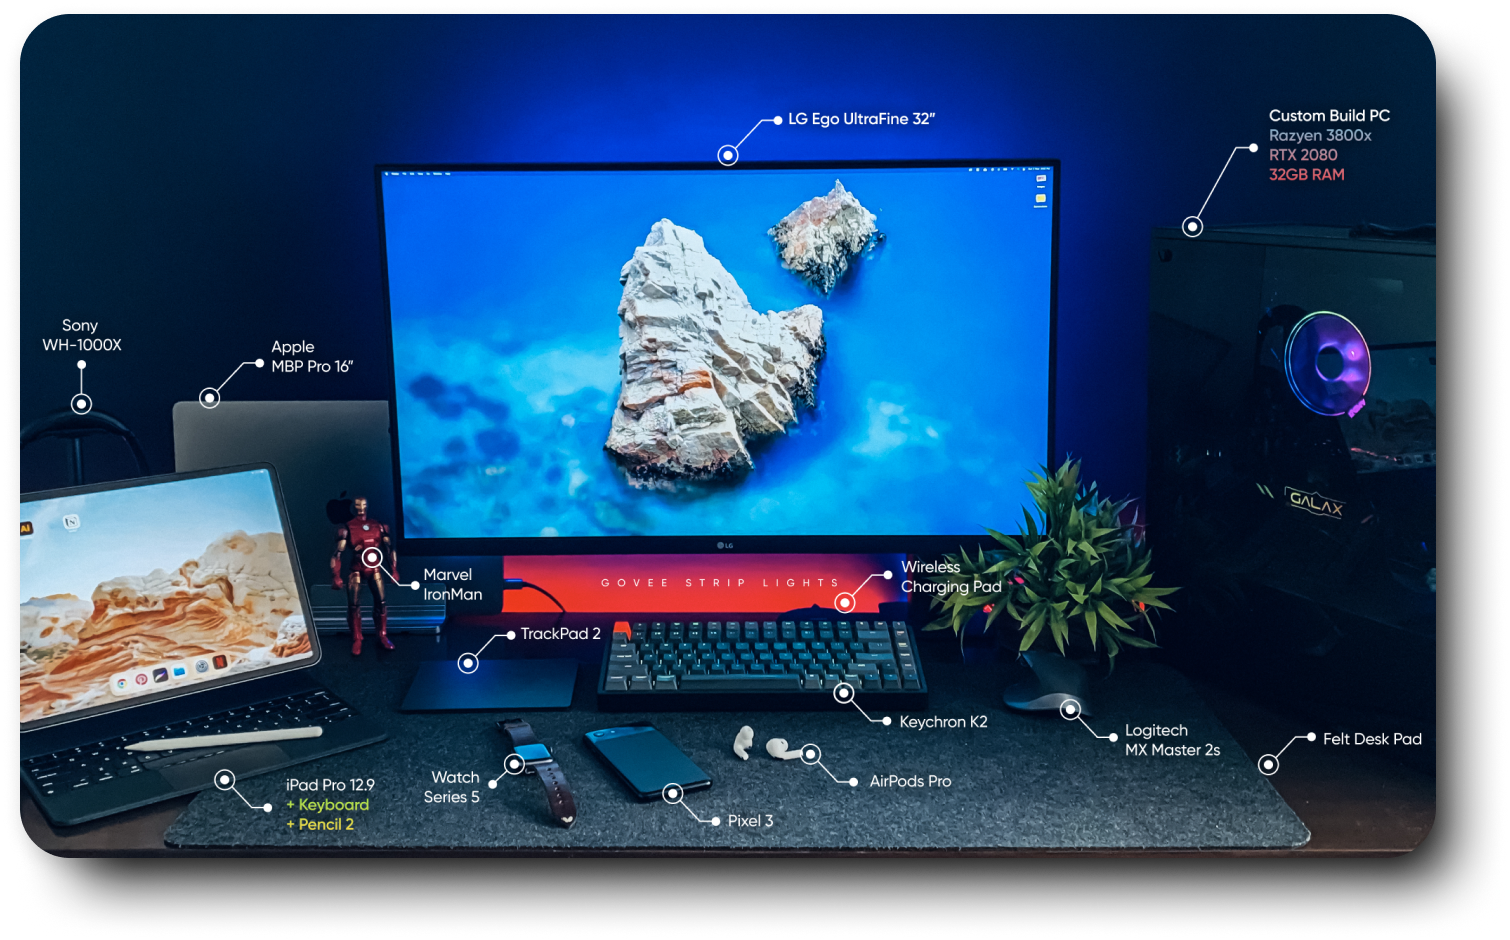 LG Ego UltraFine 32”
Custom Build PC
Razyen 3800x
RTX 2080
32GB RAM
Sony
WH-1000X
Apple
MBP Pro 16”
GALAX
Ai
LG
Marvel
IronMan
GOVEE STRIP LIGHTS
Wireless
Charging Pad
TrackPad 2
Keychron K2
Logitech
MX Master 2s
Felt Desk Pad
iPad Pro 12.9
+ Keyboard
+ Pencil 2
Watch
Series 5
Pixel 3
AirPods Pro